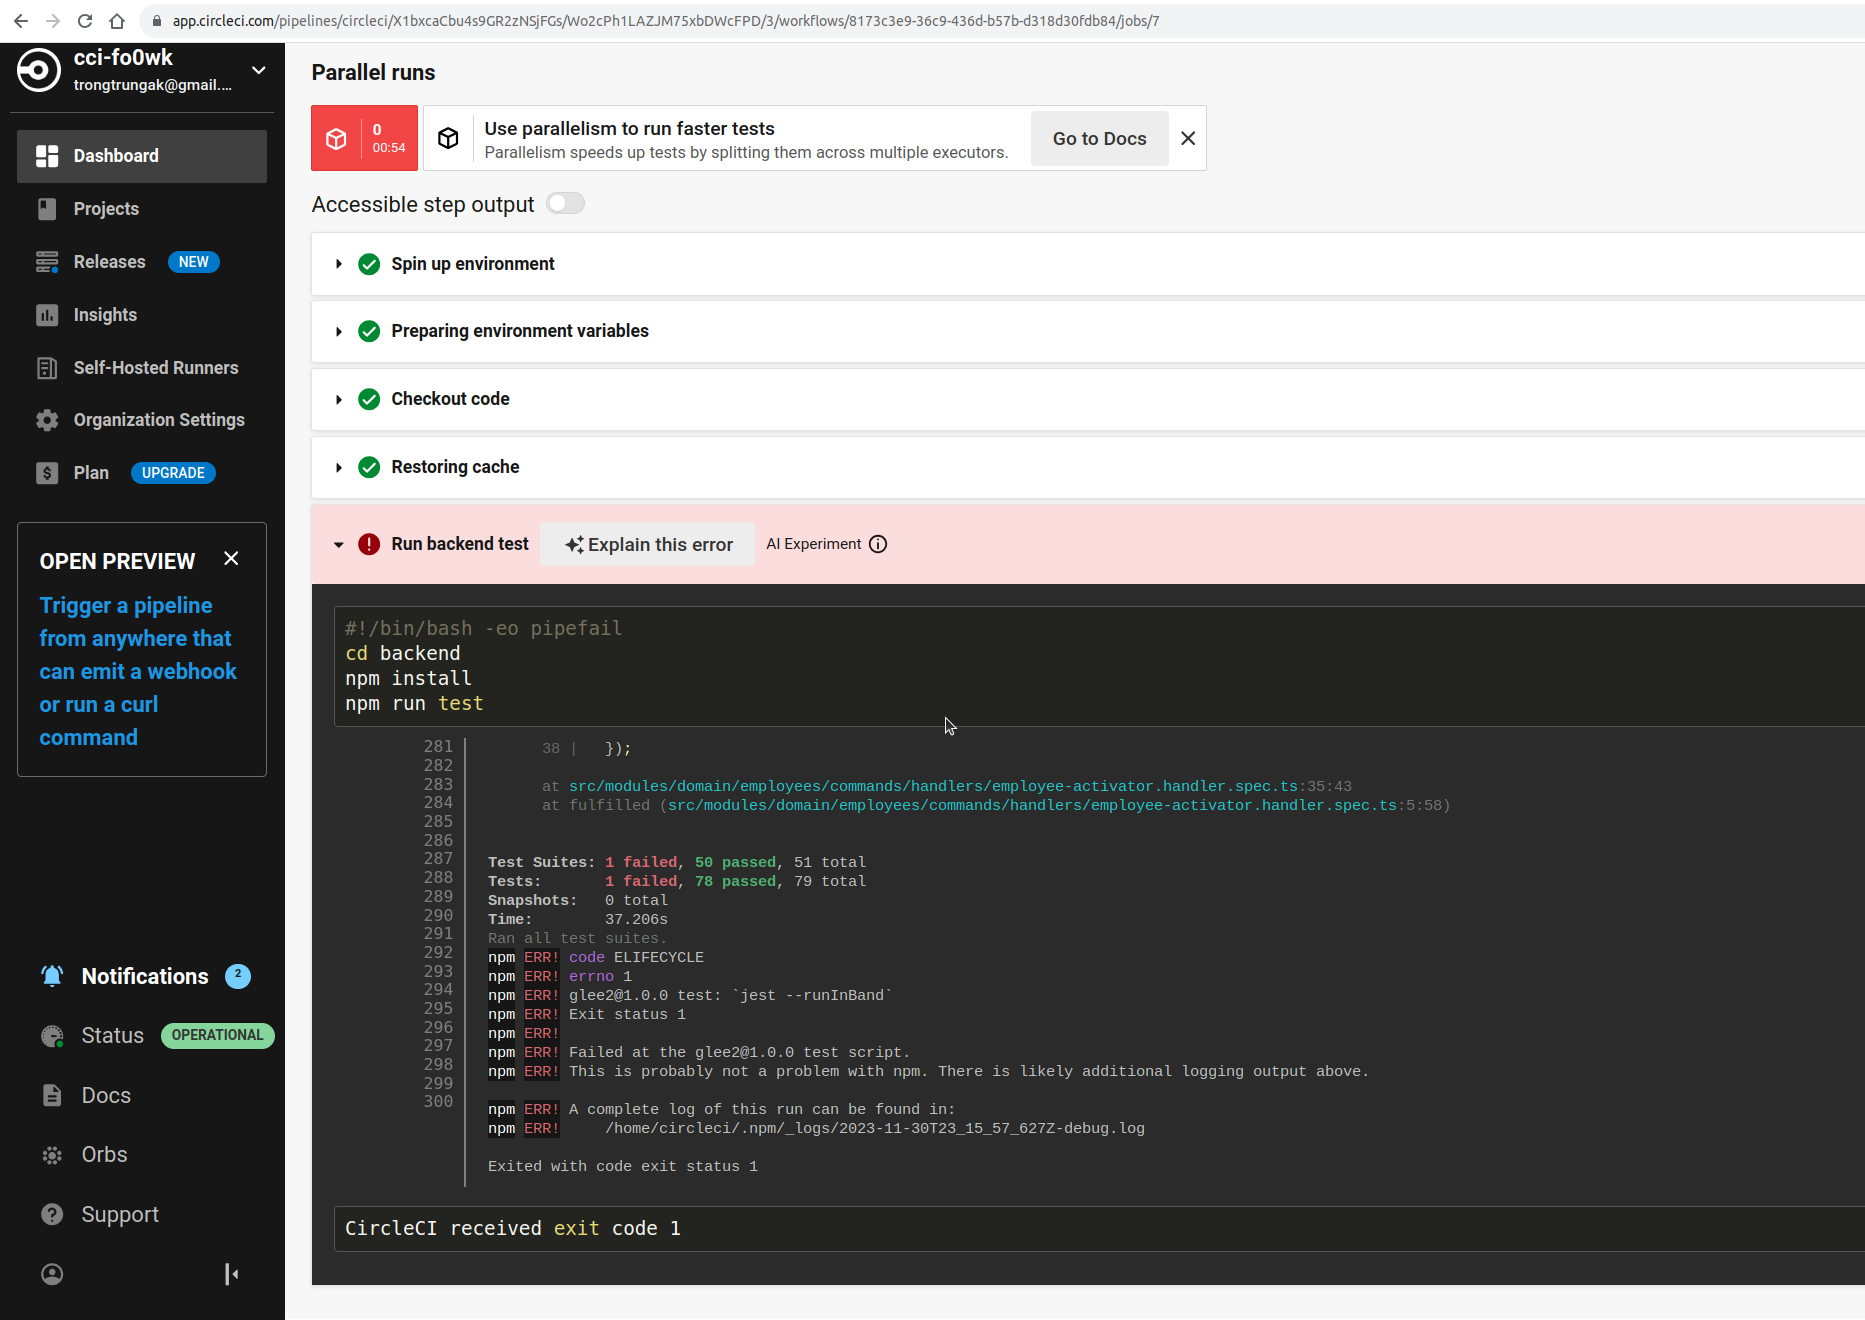 app.circleci.com/pipelines/circleci/X1bxcaCbu4s9GR2zNSjFGs/Wo2cPh1LAZJM75xbDWcFPD/3/workflows/8173c3e9-36c9-436d-b57b-d318d30fdb84/jobs/7
cci-fo0wk
trongtrungak@gmail....
Dashboard
Projects
Releases NEW
Insights
Self-Hosted Runners
Organization Settings
Plan UPGRADE
OPEN PREVIEW
Trigger a pipeline
from anywhere that
can emit a webhook
or run a curl
command
Notifications 2
Status OPERATIONAL
Docs
Orbs
Support
Parallel runs
0
00:54
Use parallelism to run faster tests
Parallelism speeds up tests by splitting them across multiple executors.
Go to Docs
Accessible step output
Spin up environment
Preparing environment variables
Checkout code
Restoring cache
Run backend test Explain this error AI Experiment
#!/bin/bash -eo pipefail
cd backend
npm install
npm run test
281 38 | });
282
283 at src/modules/domain/employees/commands/handlers/employee-activator.handler.spec.ts:35:43
284 at fulfilled (src/modules/domain/employees/commands/handlers/employee-activator.handler.spec.ts:5:58)
285
286
287 Test Suites: 1 failed, 50 passed, 51 total
288 Tests: 1 failed, 78 passed, 79 total
289 Snapshots: 0 total
290 Time: 37.206s
291 Ran all test suites.
292 npm ERR! code ELIFECYCLE
293 npm ERR! errno 1
294 npm ERR! glee2@1.0.0 test: `jest --runInBand`
295 npm ERR! Exit status 1
296 npm ERR!
297 npm ERR! Failed at the glee2@1.0.0 test script.
298 npm ERR! This is probably not a problem with npm. There is likely additional logging output above.
299
300 npm ERR! A complete log of this run can be found in:
npm ERR! /home/circleci/.npm/_logs/2023-11-30T23_15_57_627Z-debug.log
Exited with code exit status 1
CircleCI received exit code 1